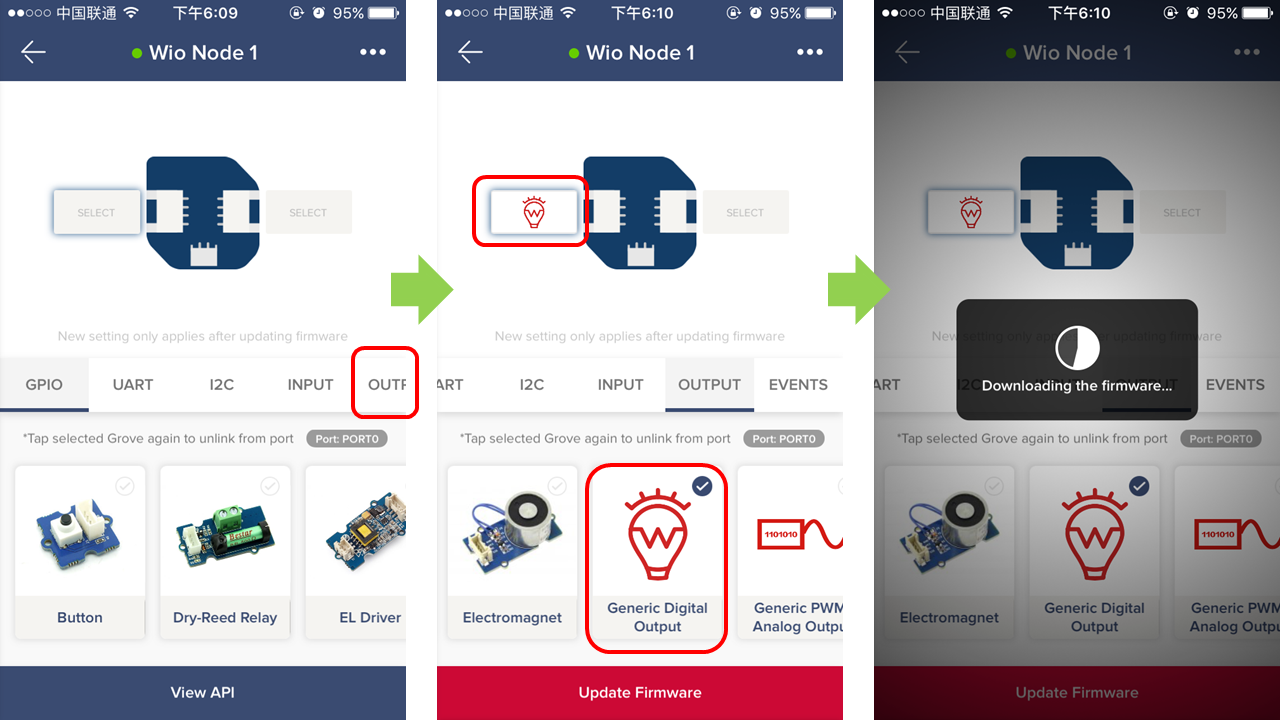 中国联通 下午6:09 95%
Wio Node 1
SELECT SELECT
New setting only applies after updating firmware
GPIO UART I2C INPUT OUTP
*Tap selected Grove again to unlink from port Port: PORT0
Button Dry-Reed Relay EL Driver
View API
中国联通 下午6:10 95%
Wio Node 1
SELECT
New setting only applies after updating firmware
ART I2C INPUT OUTPUT EVENTS
*Tap selected Grove again to unlink from port Port: PORT0
1101010
Electromagnet Generic Digital Output Generic PWM Analog Outpu
Update Firmware
中国联通 下午6:10 95%
Wio Node 1
SELECT
New setting only applies after updating firmware
Downloading the firmware...
ART I2C INPUT OUTPUT EVENTS
*Tap selected Grove again to unlink from port Port: PORT0
1101010
Electromagnet Generic Digital Output Generic PWM Analog Outpu
Update Firmware